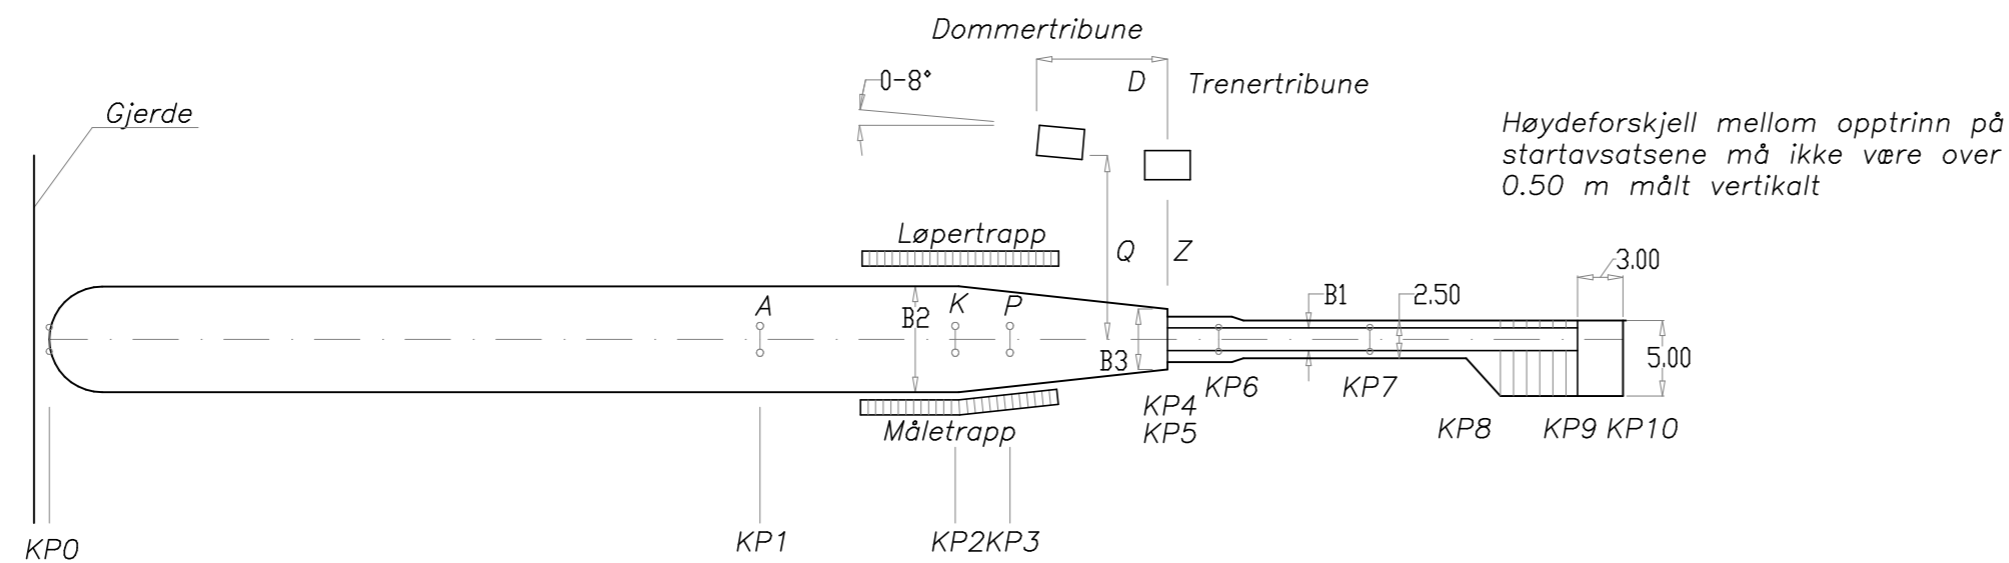 Dommertribune
0-8°
D
Trenertribune
Gjerde
Høydeforskjell mellom opptrinn på
startavsatsene må ikke være over
0.50 m målt vertikalt
Løpertrapp
Q
Z
3.00
A
B2
K
P
B1
2.50
B3
5.00
KP6
KP7
KP4
KP5
Måletrapp
KP8
KP9
KP10
KP0
KP1
KP2
KP3